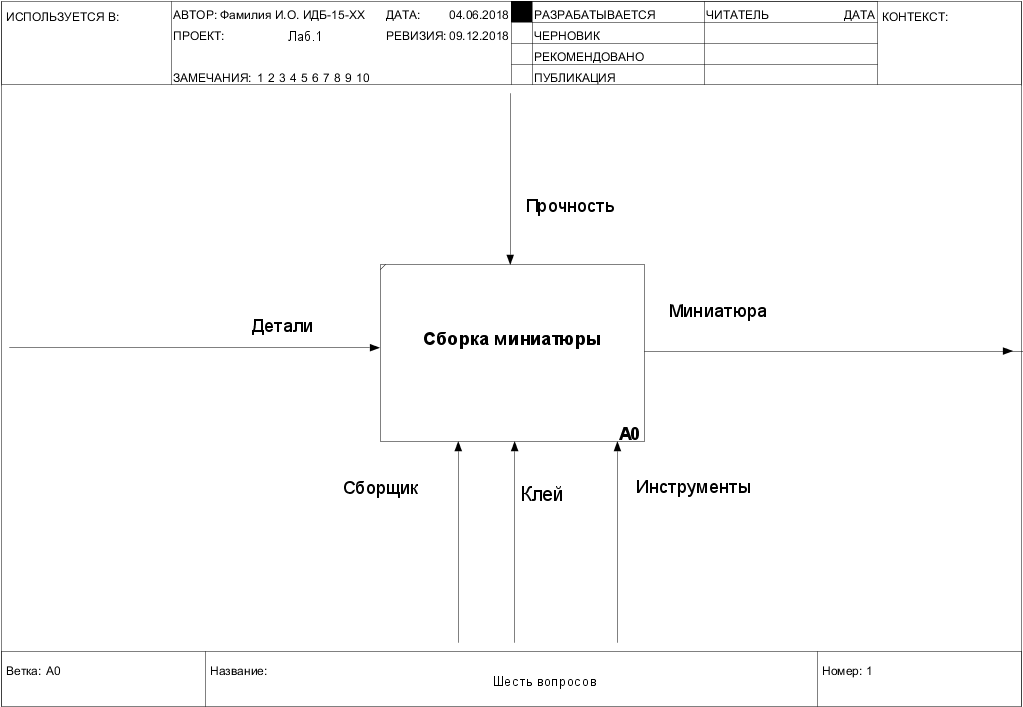 ИСПОЛЬЗУЕТСЯ В:
АВТОР: Фамилия И.О. ИДБ-15-XX ДАТА: 04.06.2018
ПРОЕКТ: Лаб.1 РЕВИЗИЯ: 09.12.2018
ЗАМЕЧАНИЯ: 1 2 3 4 5 6 7 8 9 10
РАЗРАБАТЫВАЕТСЯ
ЧЕРНОВИК
РЕКОМЕНДОВАНО
ПУБЛИКАЦИЯ
ЧИТАТЕЛЬ ДАТА
КОНТЕКСТ:
Прочность
Детали
Сборка миниатюры
A0
Миниатюра
Сборщик
Клей
Инструменты
Ветка: A0
Название:
Шесть вопросов
Номер: 1